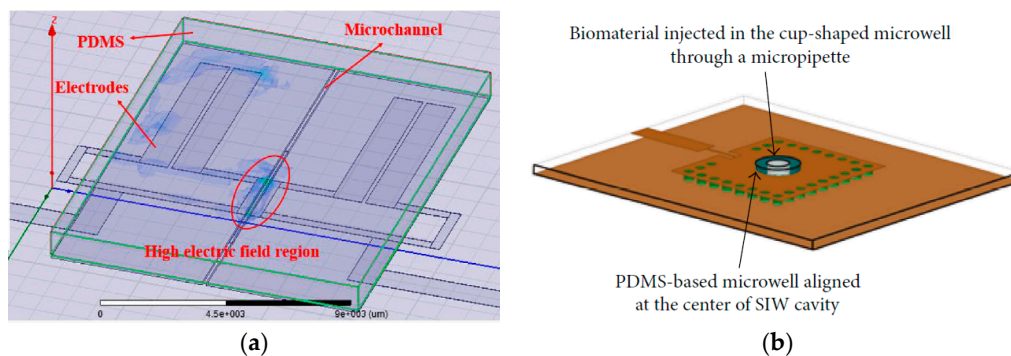 z
PDMS
Microchannel
Electrodes
High electric field region
0
4.5e+003
9e+003 (um)
(a)
Biomaterial injected in the cup-shaped microwell
through a micropipette
PDMS-based microwell aligned
at the center of SIW cavity
(b)